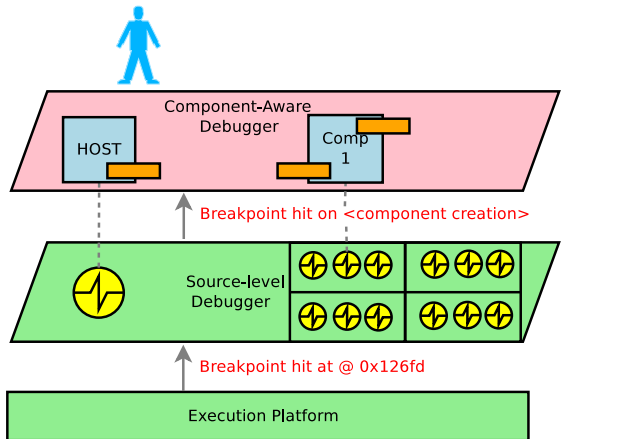 Component-Aware
Debugger
HOST
Comp
1
Breakpoint hit on <component creation>
Source-level
Debugger
Breakpoint hit at @ 0x126fd
Execution Platform